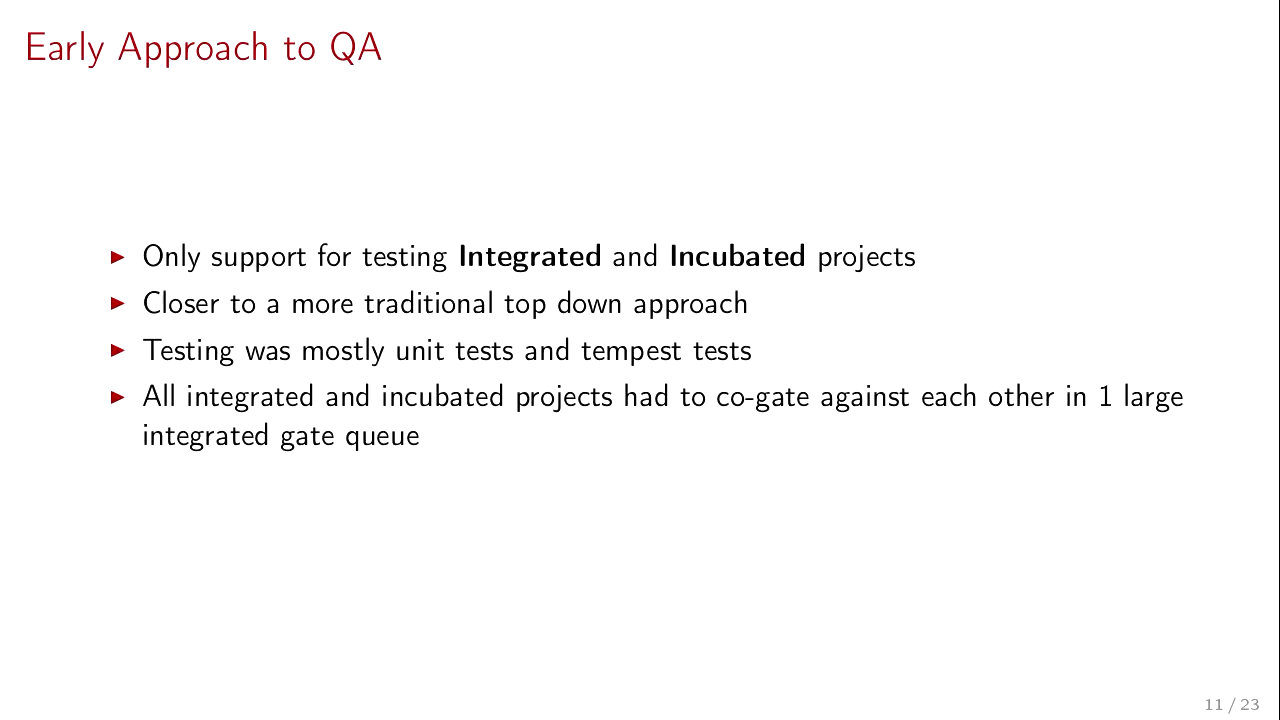 Early Approach to QA
▶ Only support for testing Integrated and Incubated projects
▶ Closer to a more traditional top down approach
▶ Testing was mostly unit tests and tempest tests
▶ All integrated and incubated projects had to co-gate against each other in 1 large
integrated gate queue
11 / 23